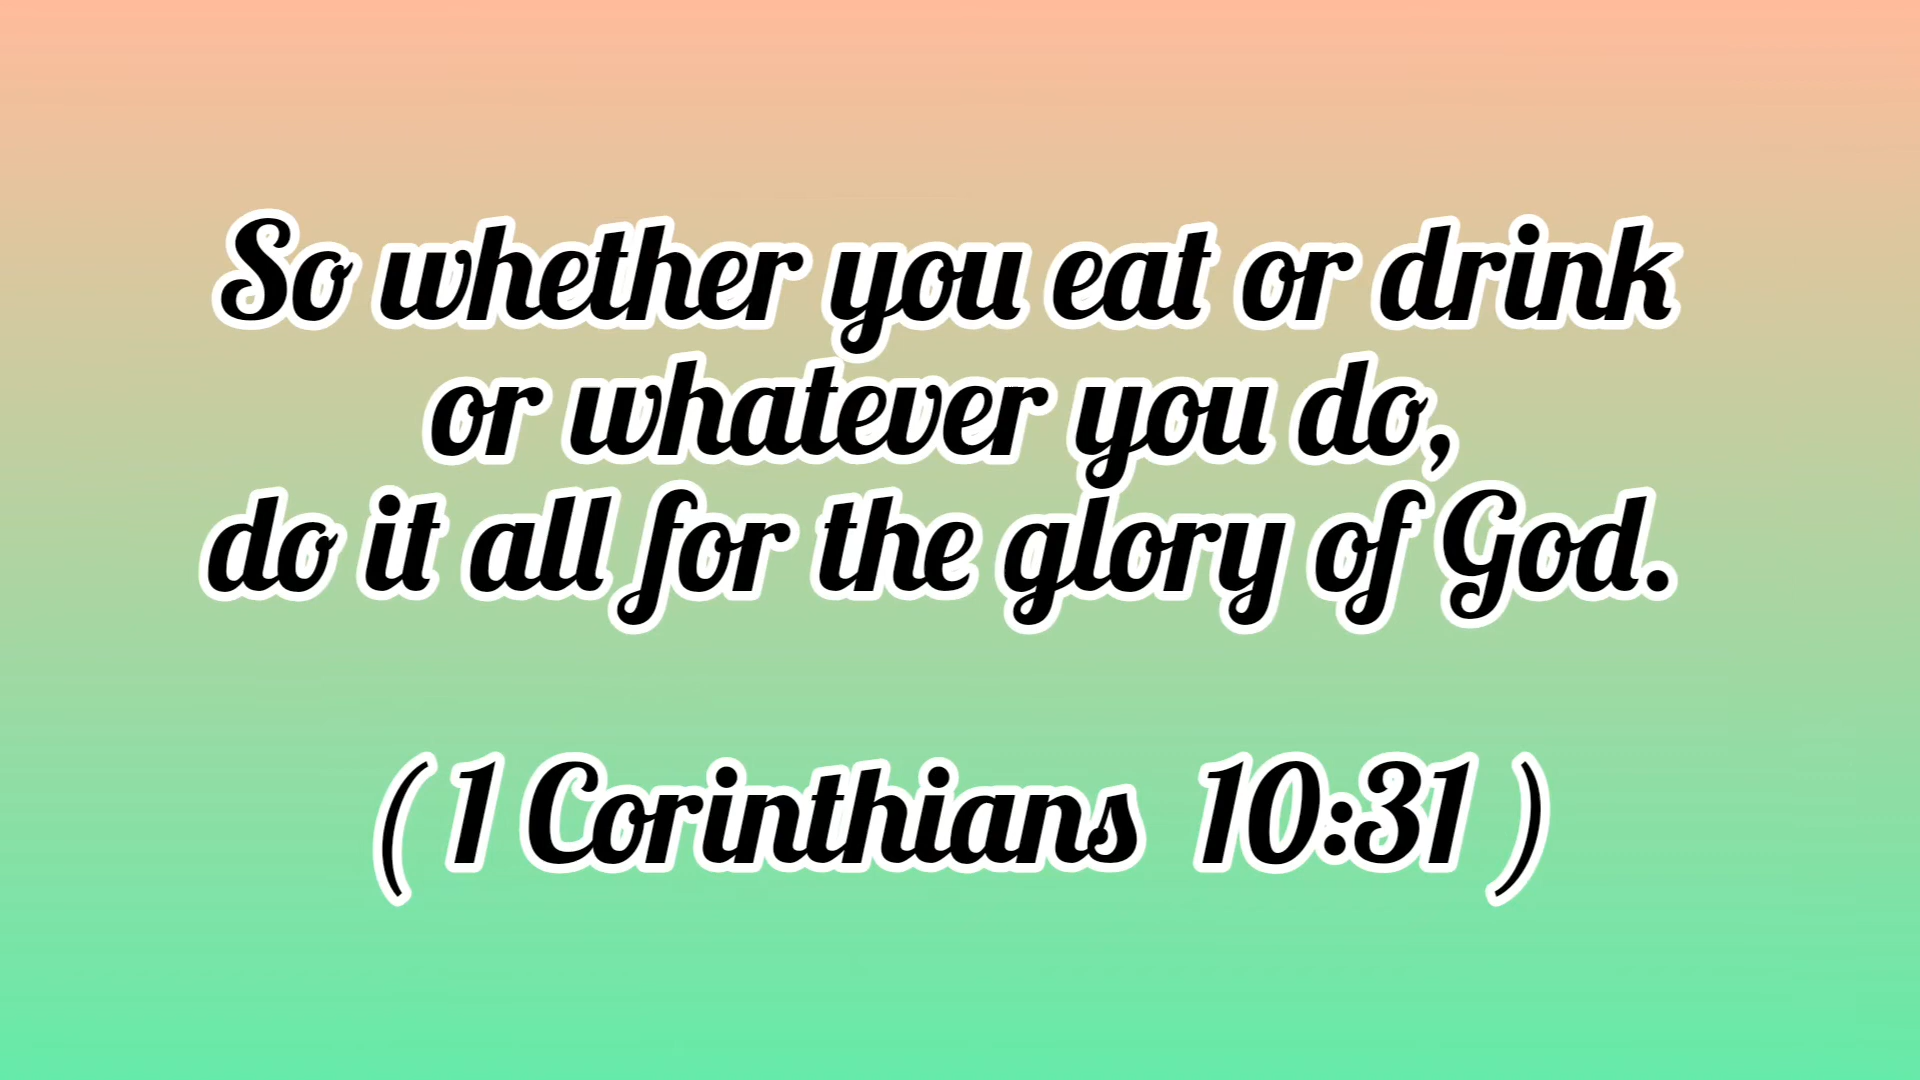 So whether you eat or drink
or whatever you do,
do it all for the glory of God.
( 1 Corinthians 10:31 )